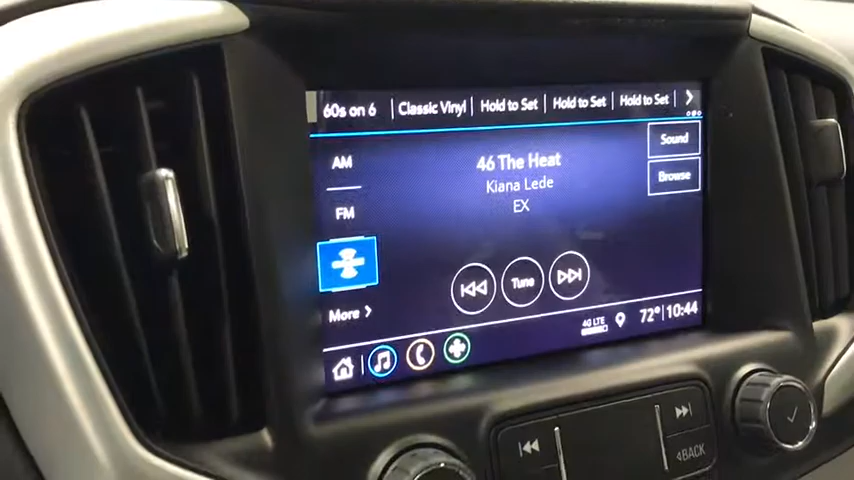 60s on 6 Classic Vinyl Hold to Set Hold to Set Hold to Set
AM
46 The Heat
Sound
Kiana Lede
Browse
FM
EX
Tune
More
4G LTE 72° 10:44
BACK